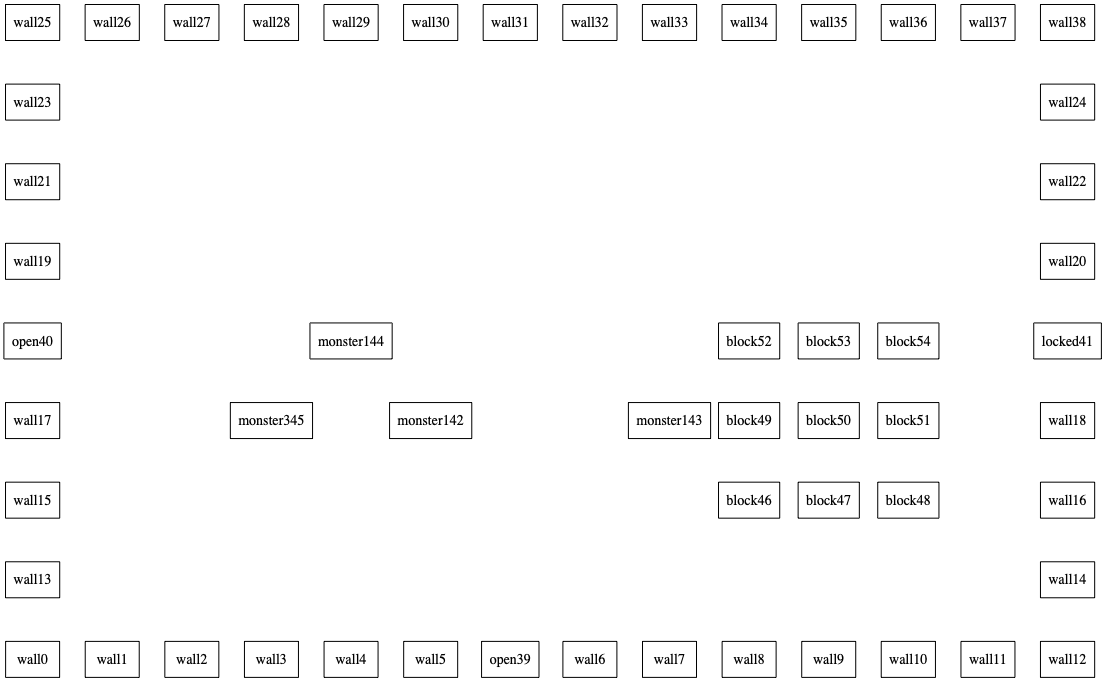 wall25 wall26 wall27 wall28 wall29 wall30 wall31 wall32 wall33 wall34 wall35 wall36 wall37 wall38
wall23 wall24
wall21 wall22
wall19 wall20
open40 monster144 block52 block53 block54 locked41
wall17 monster345 monster142 monster143 block49 block50 block51 wall18
wall15 block46 block47 block48 wall16
wall13 wall14
wall0 wall1 wall2 wall3 wall4 wall5 open39 wall6 wall7 wall8 wall9 wall10 wall11 wall12